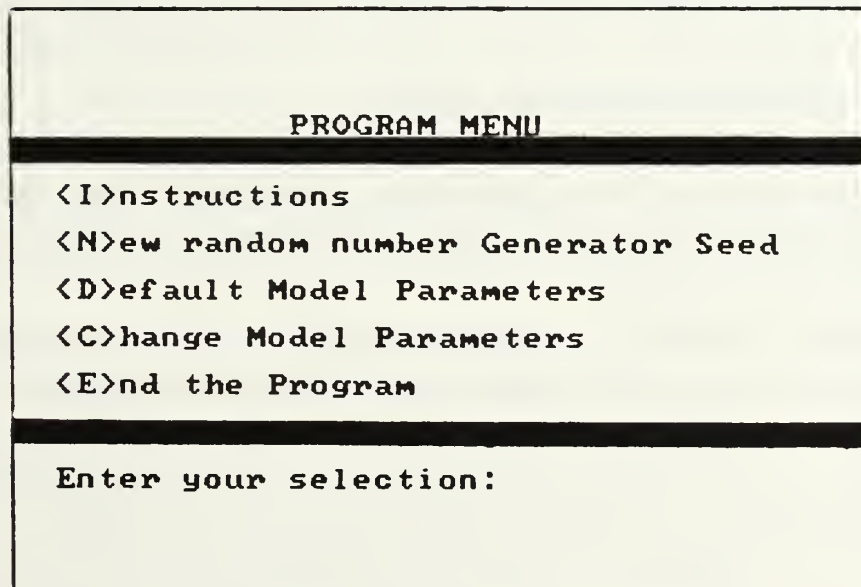 PROGRAM MENU
<I>nstructions
<N>ew random number Generator Seed
<D>efault Model Parameters
<C>hange Model Parameters
<E>nd the Program
Enter your selection: